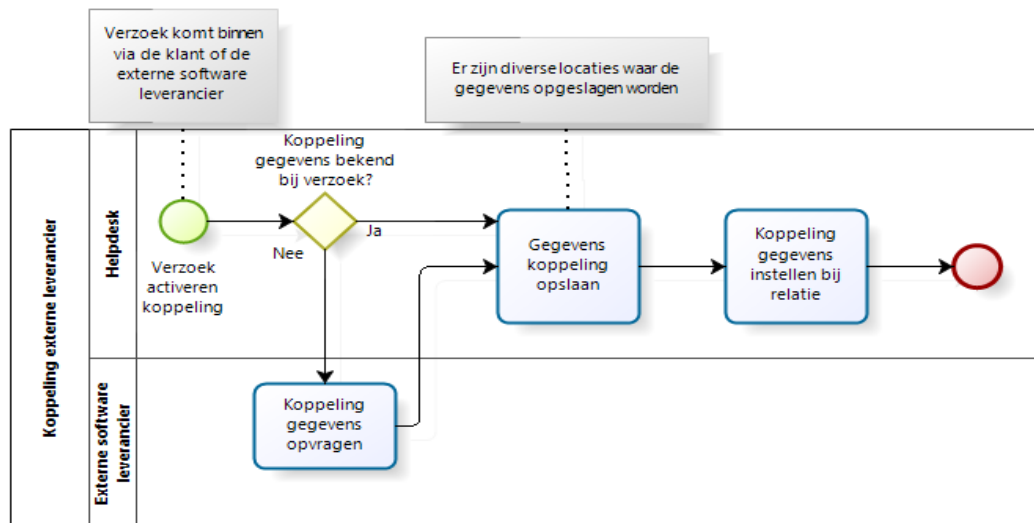 Verzoek komt binnen
via de klant of de
externe software
leverancier
Er zijn diverse locaties waar de
gegevens opgeslagen worden
Koppeling externe leverancier
Helpdesk
Verzoek
activeren
koppeling
Koppeling
gegevens bekend
bij verzoek?
Ja
Nee
Gegevens
koppeling
opslaan
Koppeling
gegevens
instellen bij
relatie
Externe software
leverancier
Koppeling
gegevens
opvragen